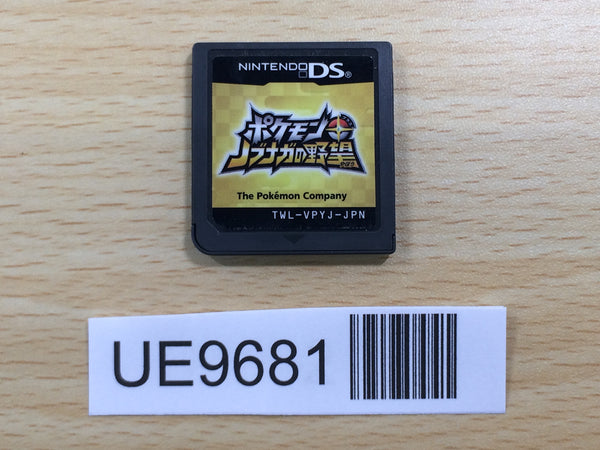 NINTENDO DS®
ポケモン+
ノブナガの野望
The Pokémon Company
TWL-VPYJ-JPN
UE9681